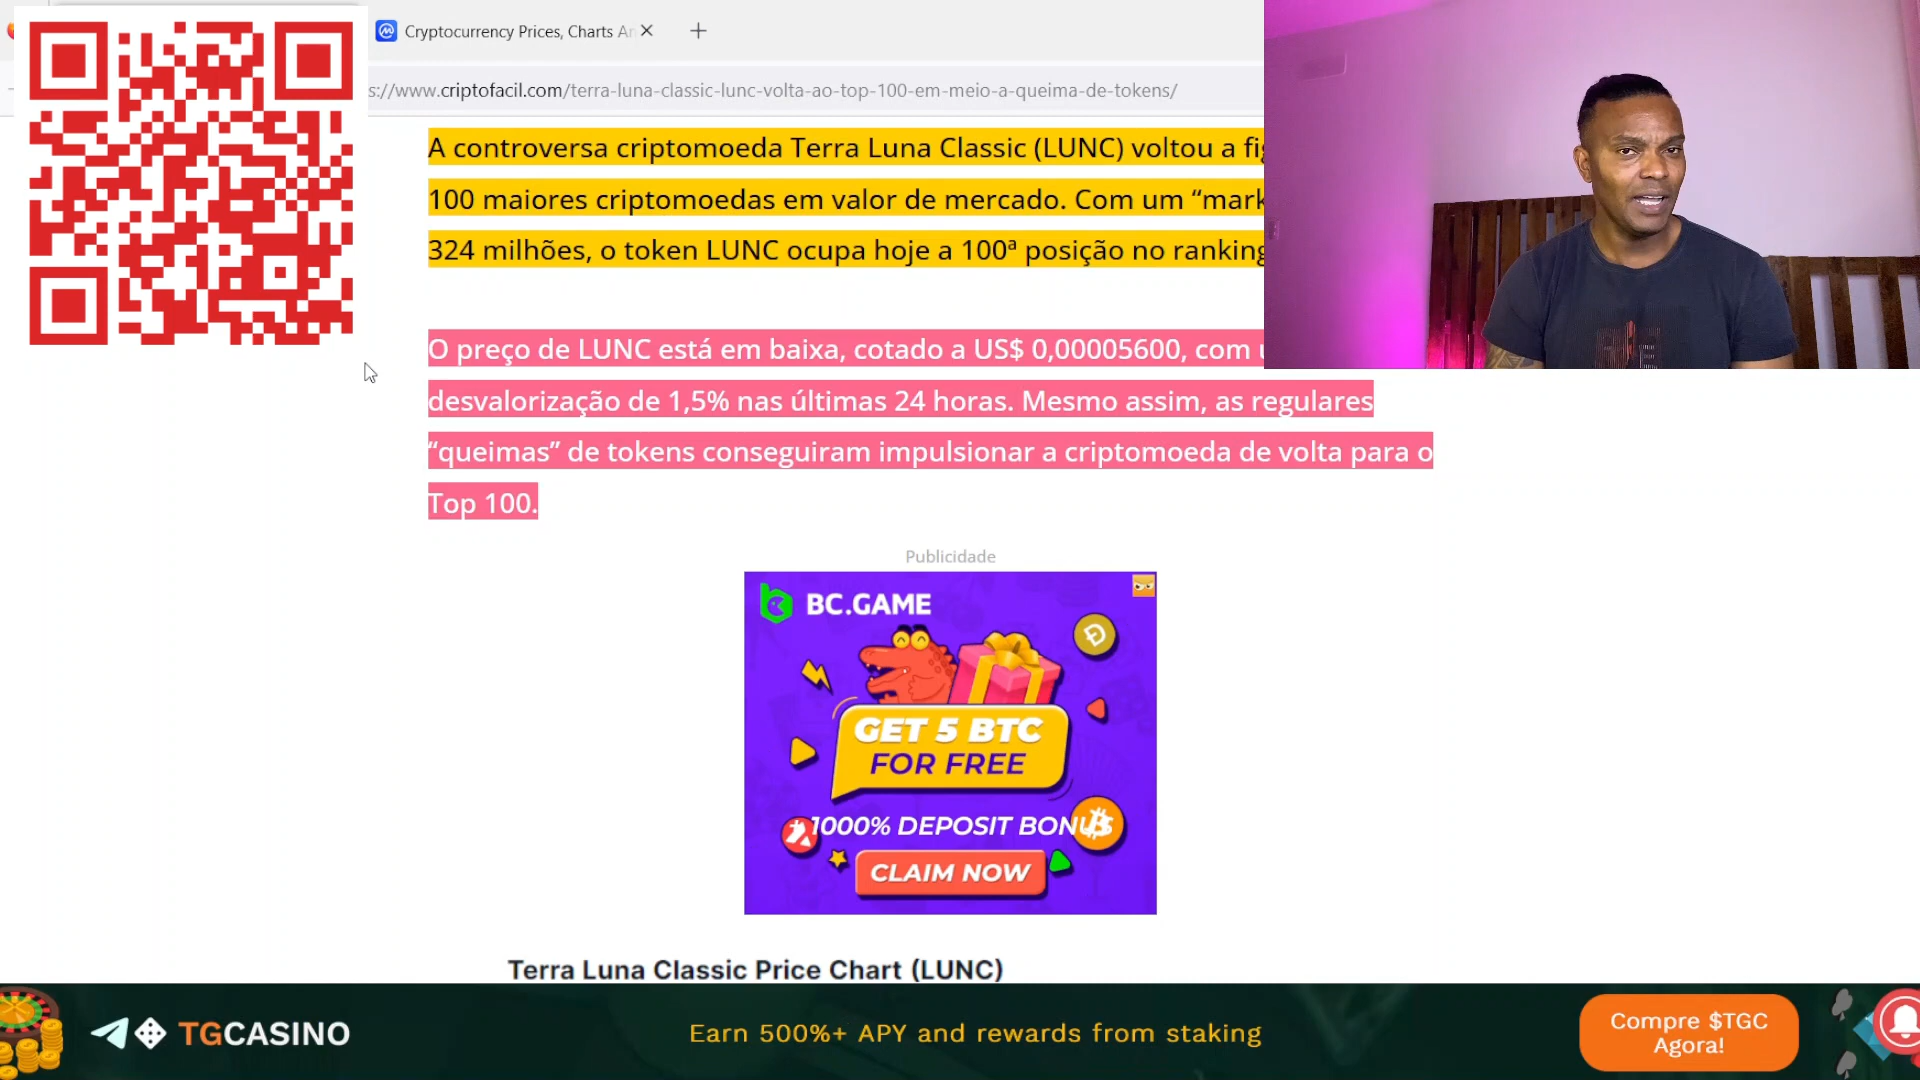 Cryptocurrency Prices, Charts
s://www.criptofacil.com/terra-luna-classic-lunc-volta-ao-top-100-em-meio-a-queima-de-tokens/
A controversa criptomoeda Terra Luna Classic (LUNC) voltou a
100 maiores criptomoedas em valor de mercado. Com um “mark
324 milhões, o token LUNC ocupa hoje a 100ª posição no ranking
O preço de LUNC está em baixa, cotado a US$ 0,00005600, com
desvalorização de 1,5% nas últimas 24 horas. Mesmo assim, as regulares
“queimas” de tokens conseguiram impulsionar a criptomoeda de volta para o
Top 100.
Publicidade
BC.GAME
GET 5 BTC
FOR FREE
1000% DEPOSIT BONUS
CLAIM NOW
Terra Luna Classic Price Chart (LUNC)
TGCASINO
Earn 500%+ APY and rewards from staking
Compre $TGC
Agora!